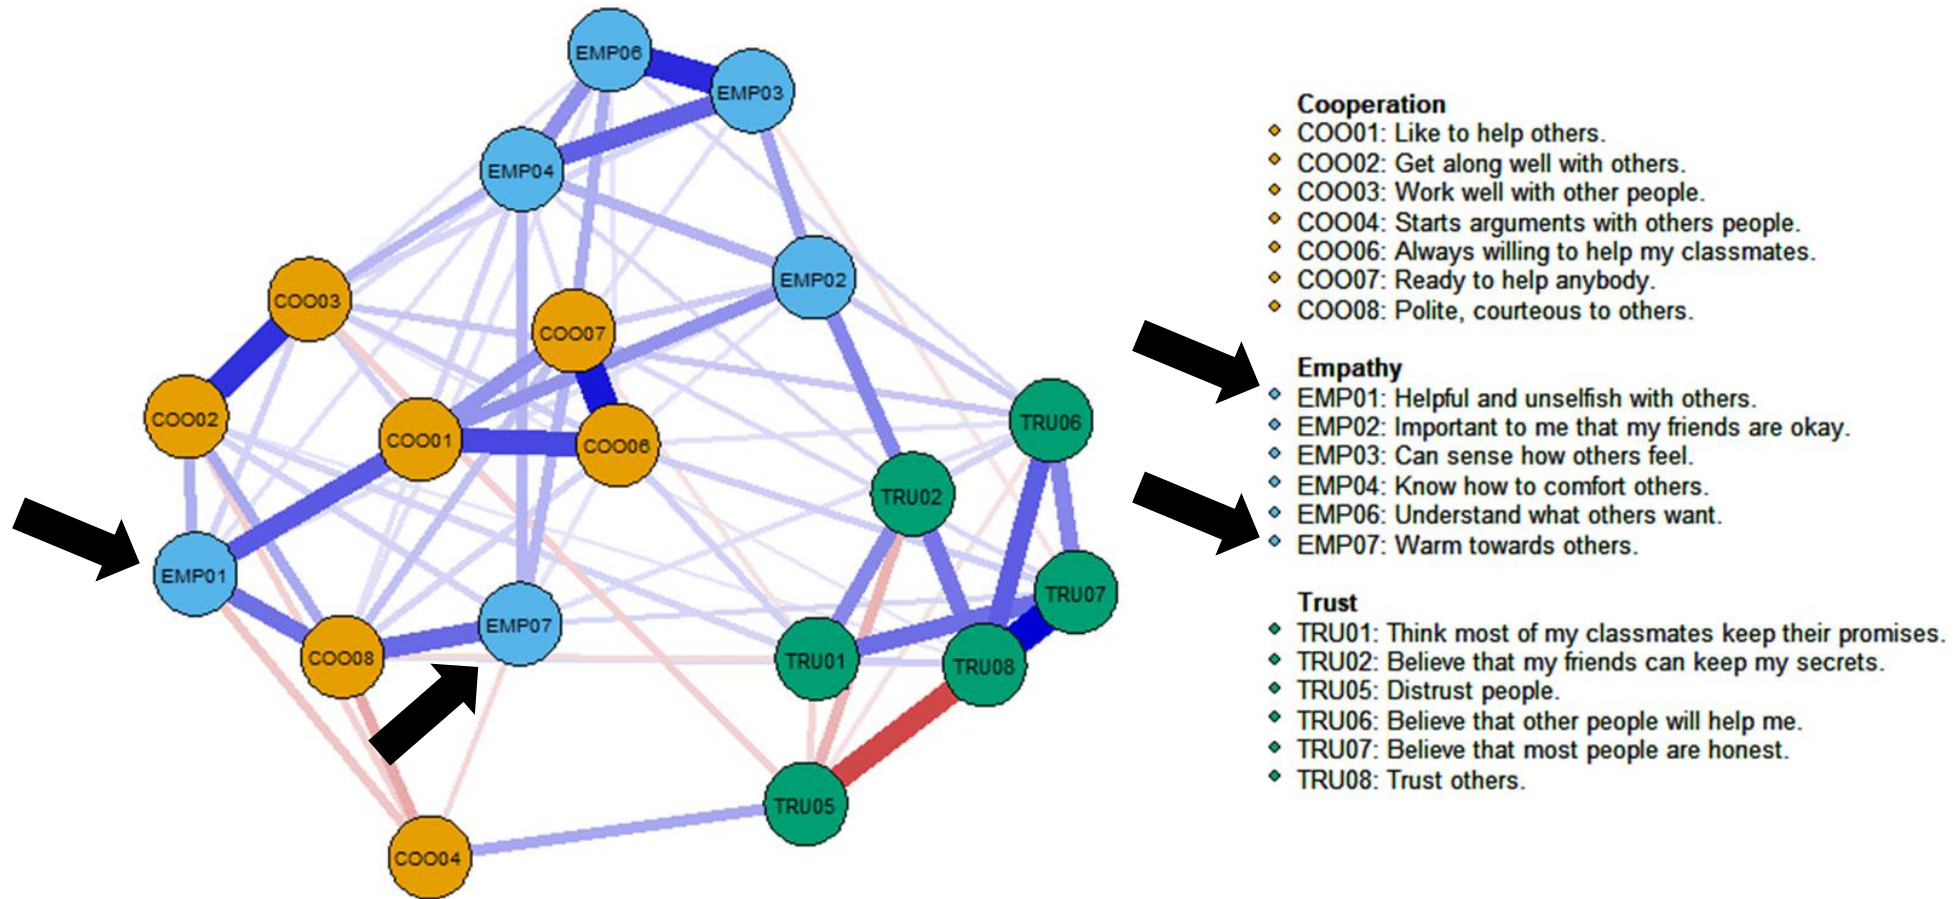 EMP06
EMP03
EMP04
EMP02
COO03
COO07
COO02
COO01
COO06
TRU06
TRU02
EMP01
TRU07
EMP07
COO08
TRU01
TRU08
TRU05
COO04
Cooperation
COO01: Like to help others.
COO02: Get along well with others.
COO03: Work well with other people.
COO04: Starts arguments with others people.
COO06: Always willing to help my classmates.
COO07: Ready to help anybody.
COO08: Polite, courteous to others.
Empathy
EMP01: Helpful and unselfish with others.
EMP02: Important to me that my friends are okay.
EMP03: Can sense how others feel.
EMP04: Know how to comfort others.
EMP06: Understand what others want.
EMP07: Warm towards others.
Trust
TRU01: Think most of my classmates keep their promises.
TRU02: Believe that my friends can keep my secrets.
TRU05: Distrust people.
TRU06: Believe that other people will help me.
TRU07: Believe that most people are honest.
TRU08: Trust others.